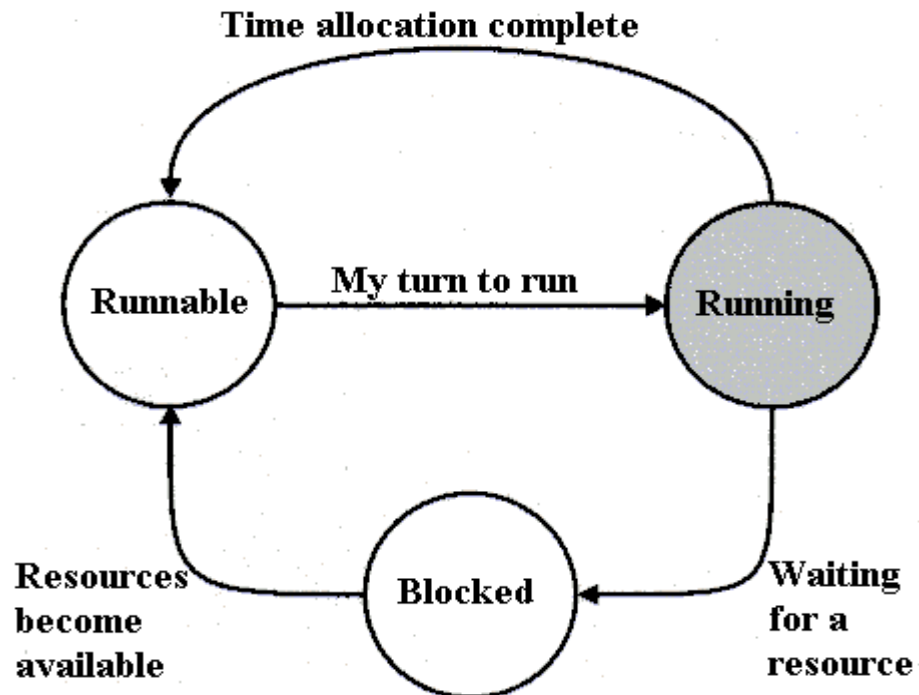 Time allocation complete
Runnable
My turn to run
Running
Resources
become
available
Blocked
Waiting
for a
resource